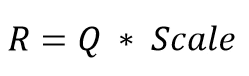 R = Q * Scale